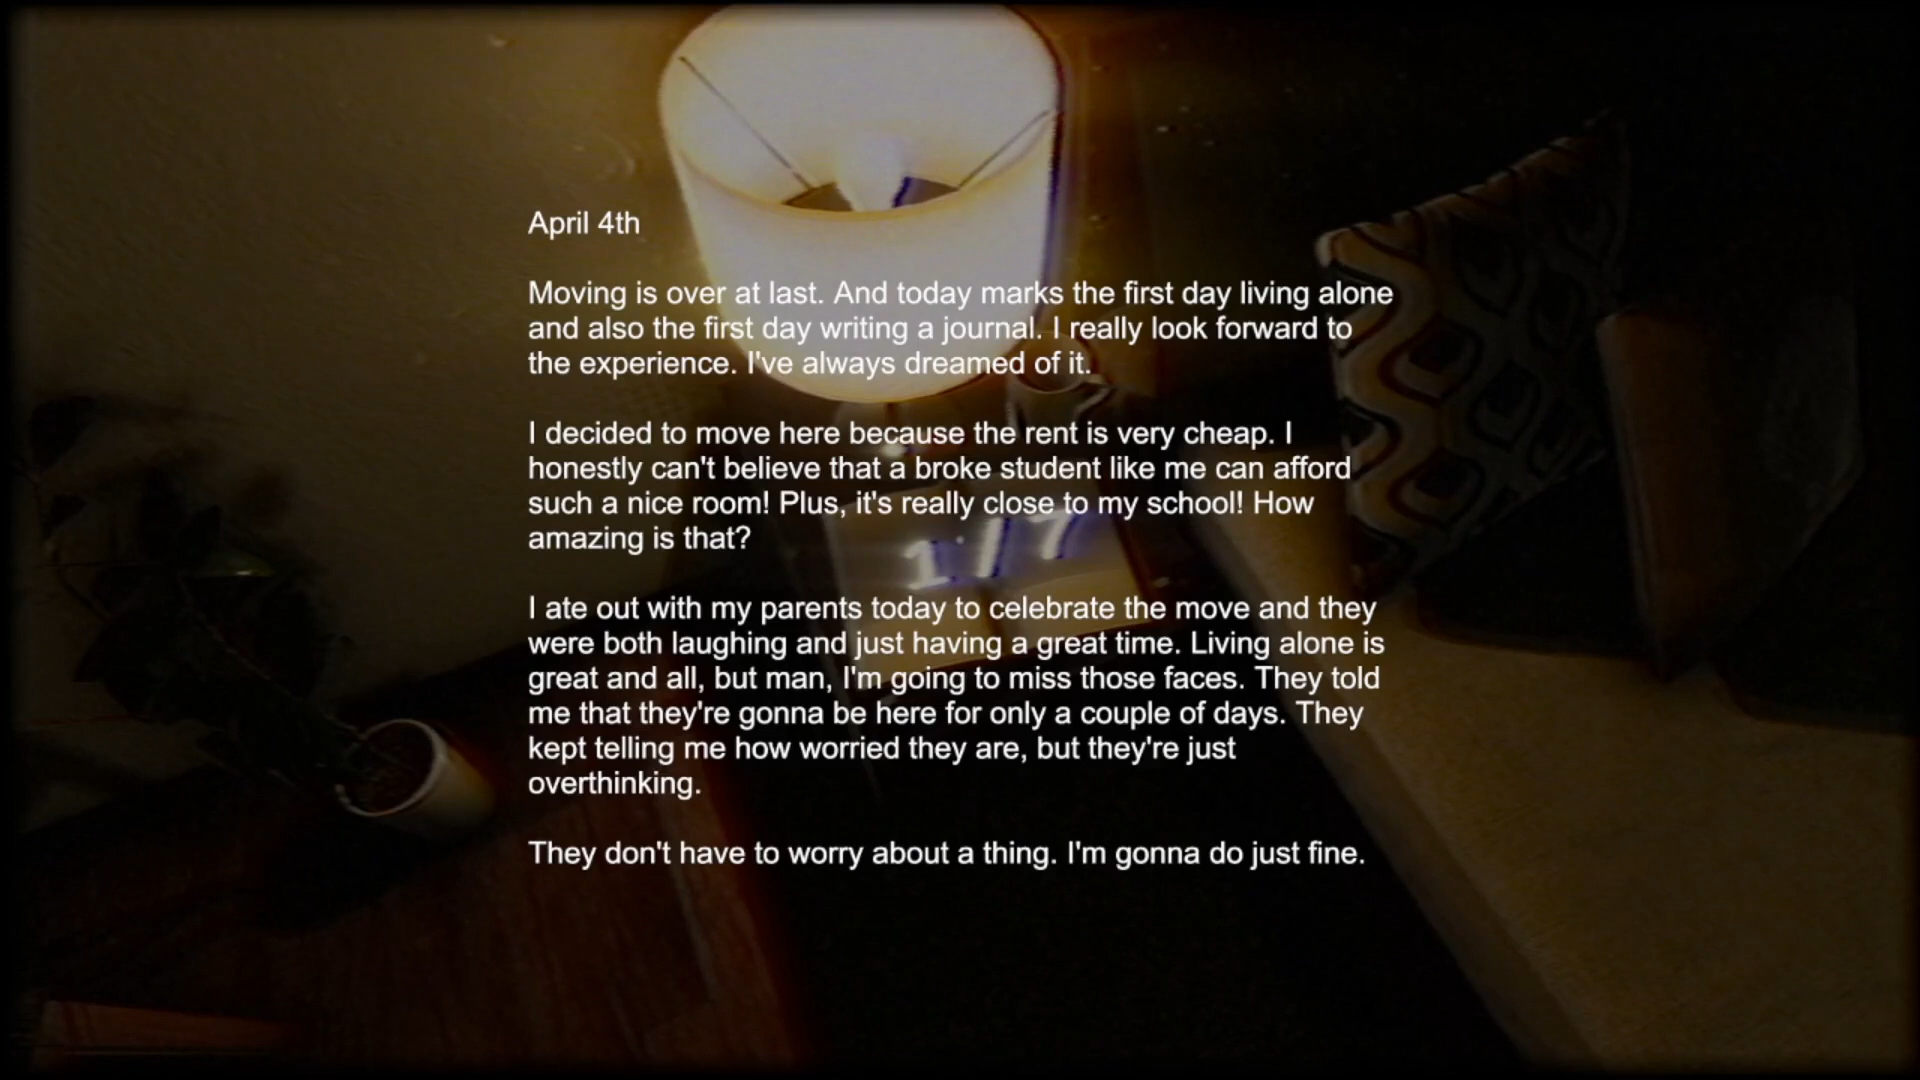 April 4th
Moving is over at last. And today marks the first day living alone
and also the first day writing a journal. I really look forward to
the experience. I've always dreamed of it.
I decided to move here because the rent is very cheap. I
honestly can't believe that a broke student like me can afford
such a nice room! Plus, it's really close to my school! How
amazing is that?
1/7
I ate out with my parents today to celebrate the move and they
were both laughing and just having a great time. Living alone is
great and all, but man, I'm going to miss those faces. They told
me that they're gonna be here for only a couple of days. They
kept telling me how worried they are, but they're just
overthinking.
They don't have to worry about a thing. I'm gonna do just fine.